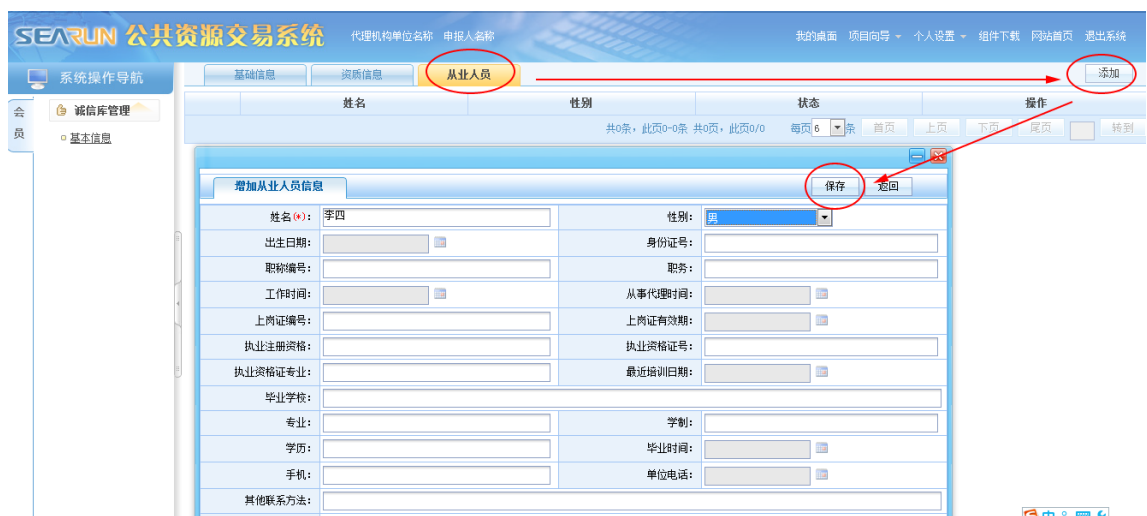 SEARUN 公共资源交易系统 代理机构单位名称 申报人名称 我的桌面 项目向导 个人设置 组件下载 网站首页 退出系统
系统操作导航 基础信息 资质信息 从业人员 添加
会员 诚信库管理
基本信息
姓名 性别 状态 操作
共0条，此页0-0条 共0页，此页0/0 每页 6 条 首页 上页 下页 尾页 转到
增加从业人员信息 保存 返回
姓名(*): 李四 性别: 男
出生日期: 身份证号:
职称编号: 职务:
工作时间: 从事代理时间:
上岗证编号: 上岗证有效期:
执业注册资格: 执业资格证号:
执业资格证专业: 最近培训日期:
毕业学校:
专业: 学制:
学历: 毕业时间:
手机: 单位电话:
其他联系方法:
中